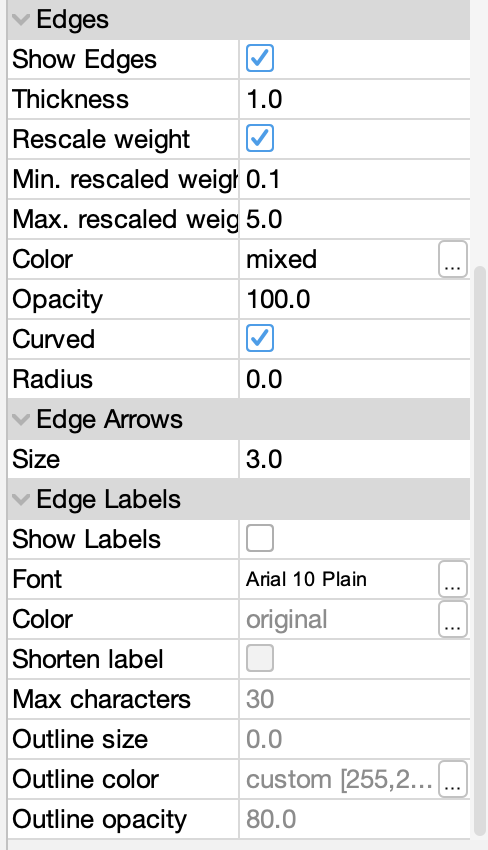 Edges
Show Edges
Thickness 1.0
Rescale weight
Min. rescaled weigh 0.1
Max. rescaled weig 5.0
Color mixed ...
Opacity 100.0
Curved
Radius 0.0
Edge Arrows
Size 3.0
Edge Labels
Show Labels
Font Arial 10 Plain ...
Color original ...
Shorten label
Max characters 30
Outline size 0.0
Outline color custom [255,2... ...
Outline opacity 80.0